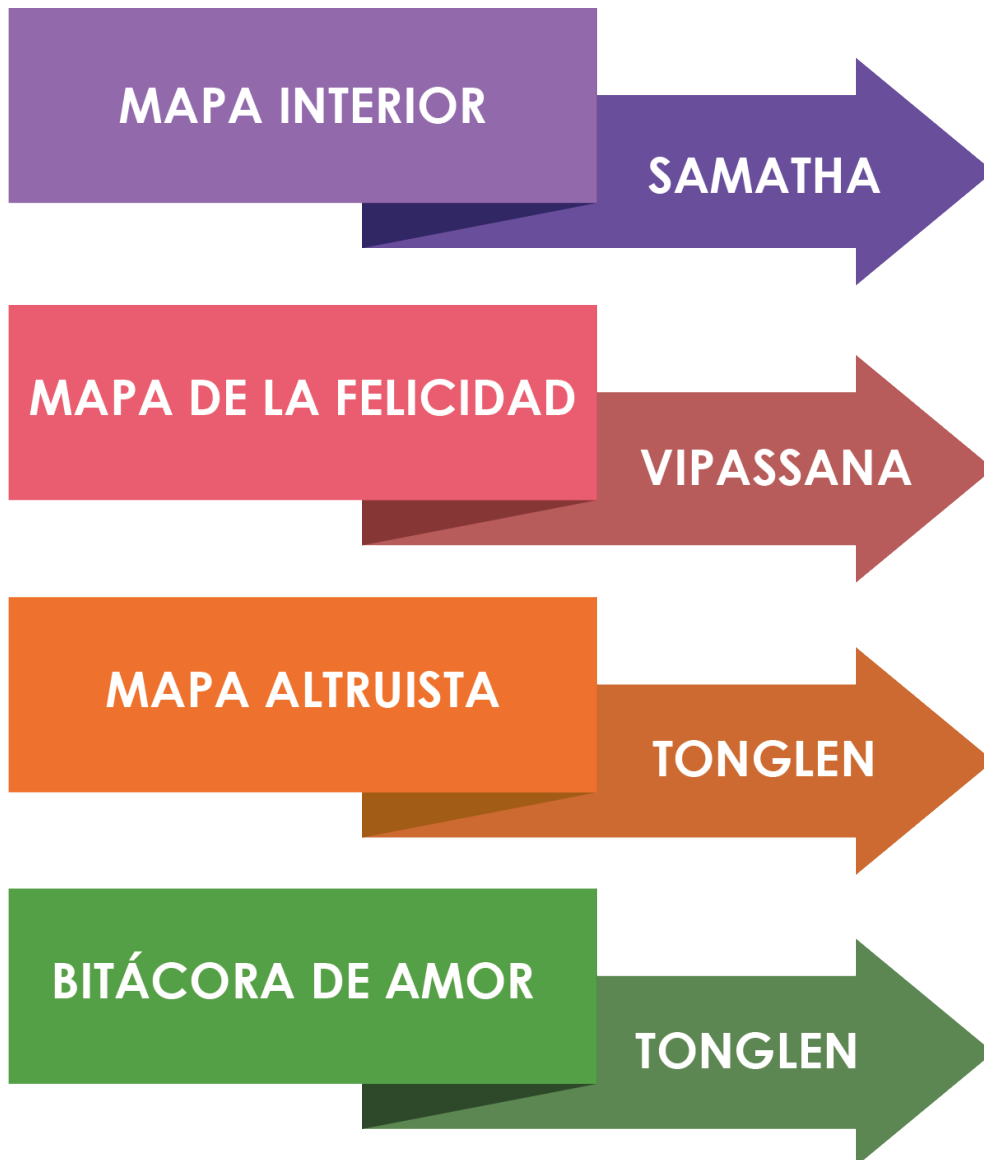 MAPA INTERIOR
SAMATHA
MAPA DE LA FELICIDAD
VIPASSANA
MAPA ALTRUISTA
TONGLEN
BITÁCORA DE AMOR
TONGLEN